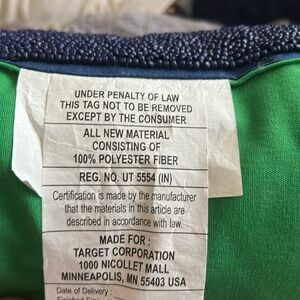 UNDER PENALTY OF LAW
THIS TAG NOT TO BE REMOVED
EXCEPT BY THE CONSUMER
ALL NEW MATERIAL
CONSISTING OF
100% POLYESTER FIBER
REG. NO. UT 5554 (IN)
Certification is made by the manufacturer
that the materials in this article are
described in accordance with law.
MADE FOR :
TARGET CORPORATION
1000 NICOLLET MALL
MINNEAPOLIS, MN 55403 USA
Date of Delivery :
Finished Size